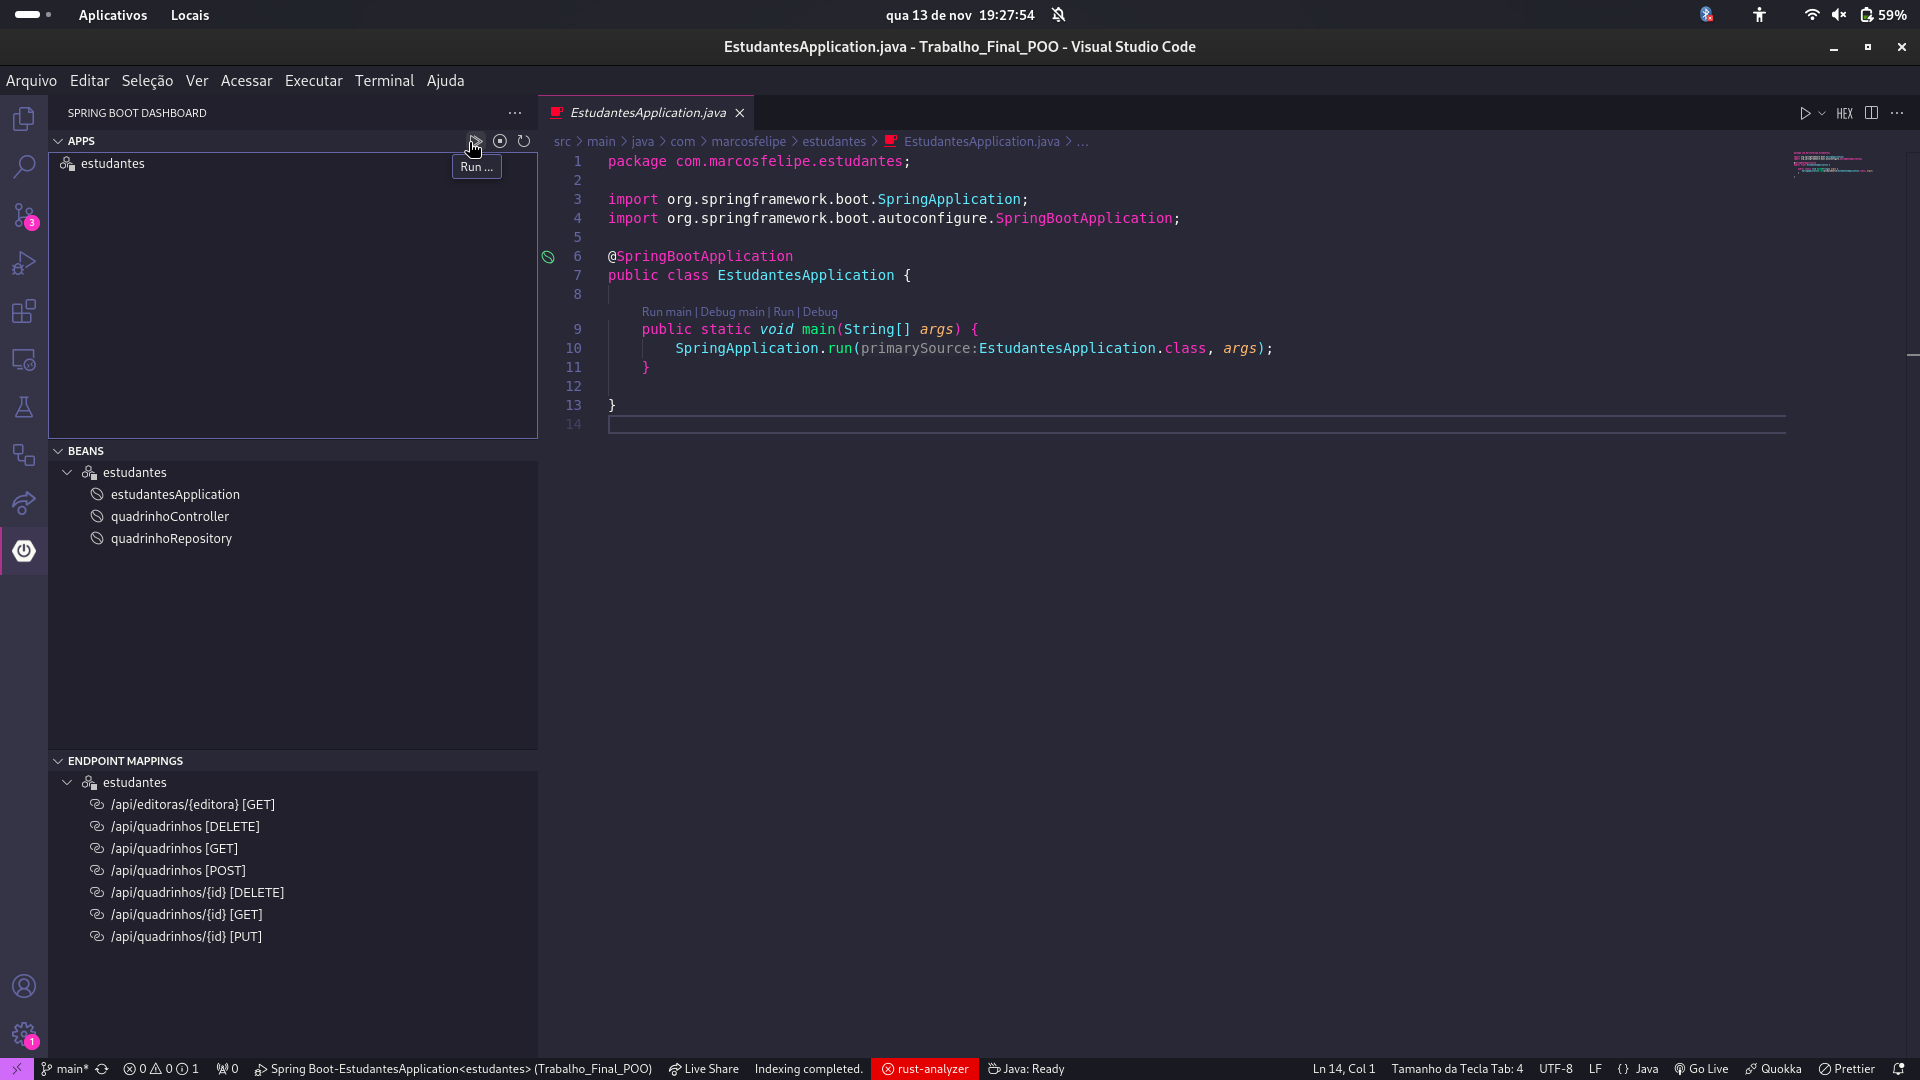 Aplicativos Locais qua 13 de nov 19:27:54 59%
EstudantesApplication.java - Trabalho_Final_POO - Visual Studio Code
Arquivo Editar Seleção Ver Acessar Executar Terminal Ajuda
SPRING BOOT DASHBOARD
APPS
estudantes
Run ...
BEANS
estudantes
estudantesApplication
quadrinhoController
quadrinhoRepository
ENDPOINT MAPPINGS
estudantes
/api/editoras/{editora} [GET]
/api/quadrinhos [DELETE]
/api/quadrinhos [GET]
/api/quadrinhos [POST]
/api/quadrinhos/{id} [DELETE]
/api/quadrinhos/{id} [GET]
/api/quadrinhos/{id} [PUT]
3
1
EstudantesApplication.java
HEX
src > main > java > com > marcosfelipe > estudantes > EstudantesApplication.java > ...
1 package com.marcosfelipe.estudantes;
2
3 import org.springframework.boot.SpringApplication;
4 import org.springframework.boot.autoconfigure.SpringBootApplication;
5
6 @SpringBootApplication
7 public class EstudantesApplication {
8
Run main | Debug main | Run | Debug
9 public static void main(String[] args) {
10 SpringApplication.run(primarySource:EstudantesApplication.class, args);
11 }
12
13 }
14
main* 0 0 1 0 Spring Boot-EstudantesApplication<estudantes> (Trabalho_Final_POO) Live Share Indexing completed. rust-analyzer Java: Ready Ln 14, Col 1 Tamanho da Tecla Tab: 4 UTF-8 LF {} Java Go Live Quokka Prettier